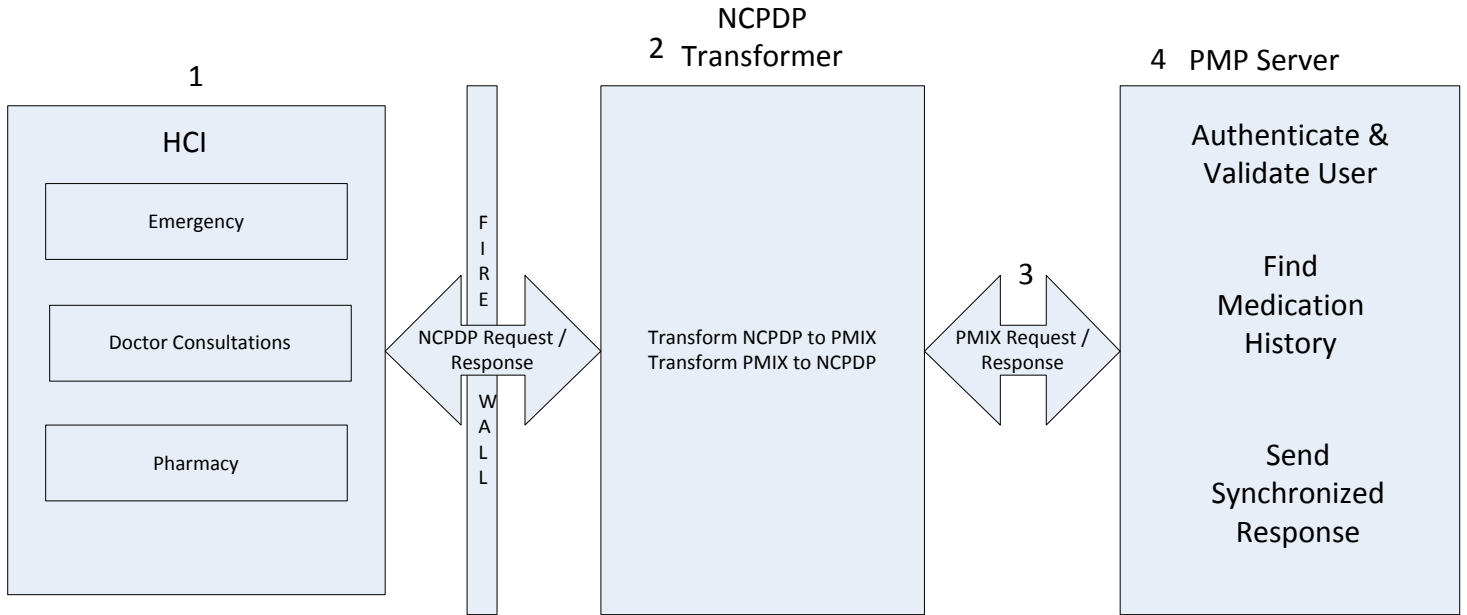 1
HCI
Emergency
Doctor Consultations
Pharmacy
F
I
R
E
W
A
L
L
NCPDP Request /
Response
NCPDP
2 Transformer
Transform NCPDP to PMIX
Transform PMIX to NCPDP
3
PMIX Request /
Response
4 PMP Server
Authenticate &
Validate User
Find
Medication
History
Send
Synchronized
Response